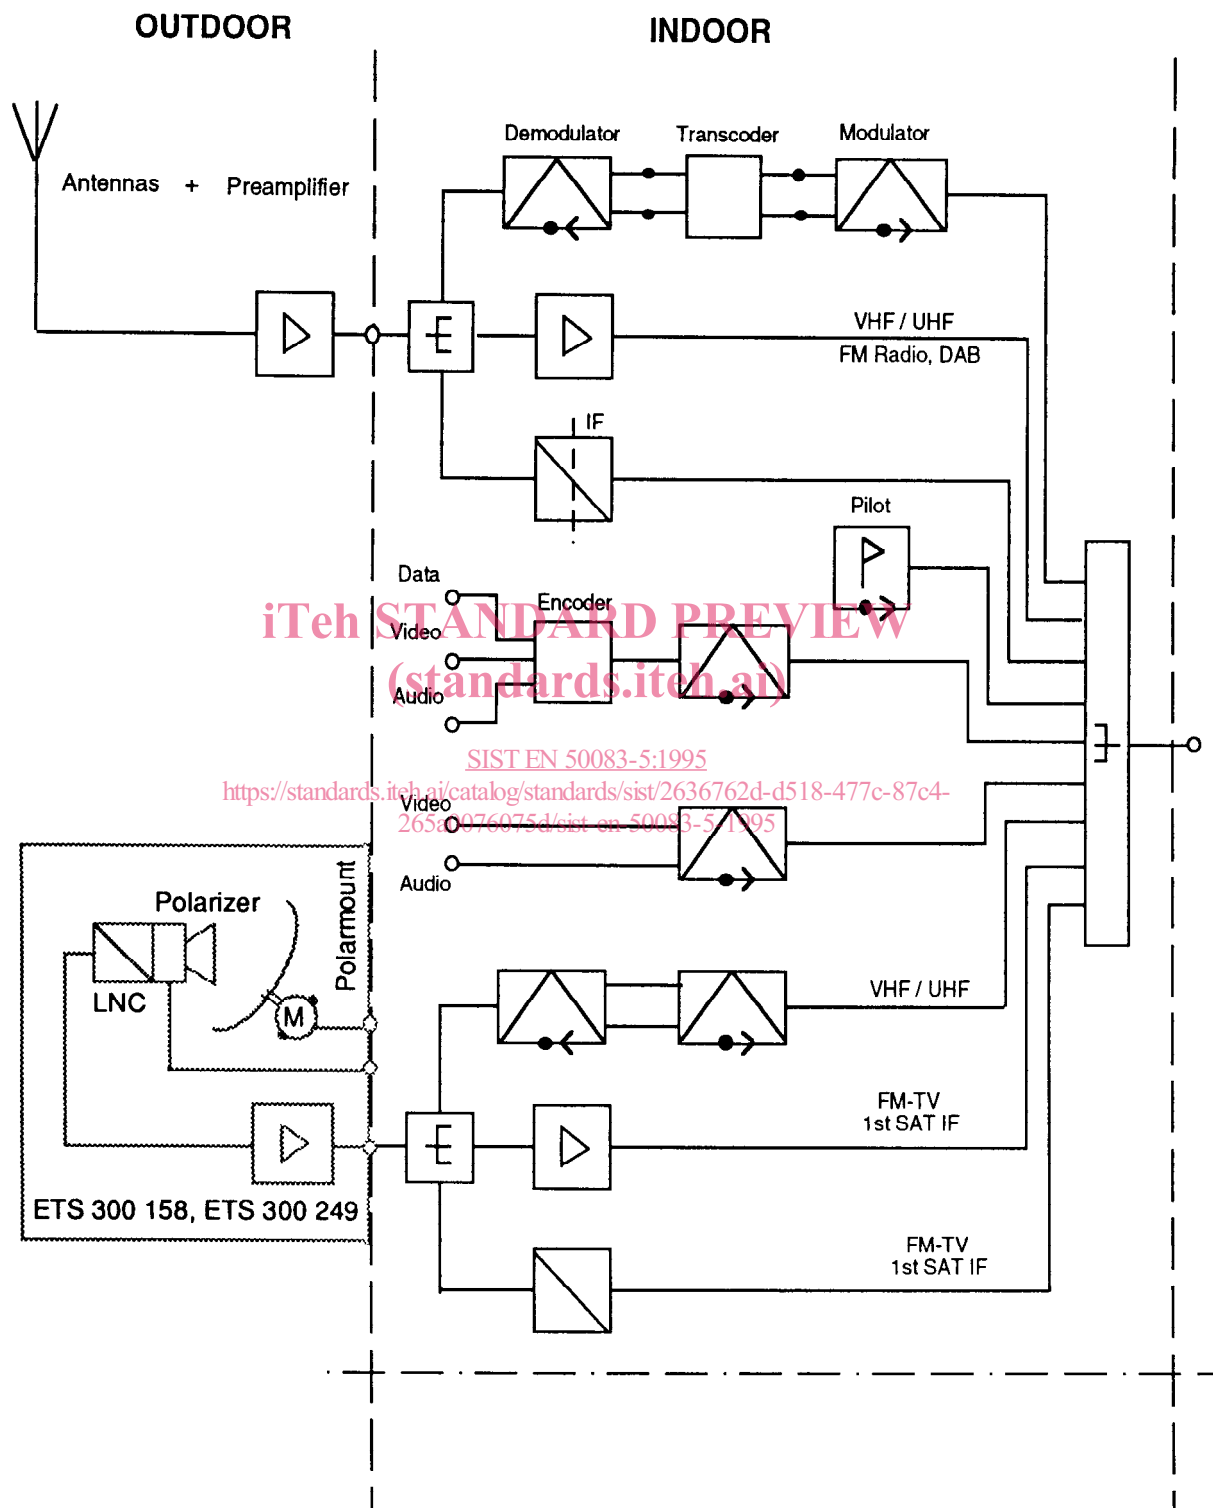 OUTDOOR
INDOOR
Demodulator
Transcoder
Modulator
Antennas + Preamplifier
VHF / UHF
FM Radio, DAB
IF
Pilot
Data
Encoder
iTeh STANDARD PREVIEW
Video
(standards.iteh.ai)
Audio
SIST EN 50083-5:1995
https://standards.iteh.ai/catalog/standards/sist/2636762d-d518-477c-87c4-
Video
265a0076075d/sist-en-50083-5-1995
Audio
Polarizer
Polarmount
LNC
M
VHF / UHF
FM-TV
1st SAT IF
ETS 300 158, ETS 300 249
FM-TV
1st SAT IF